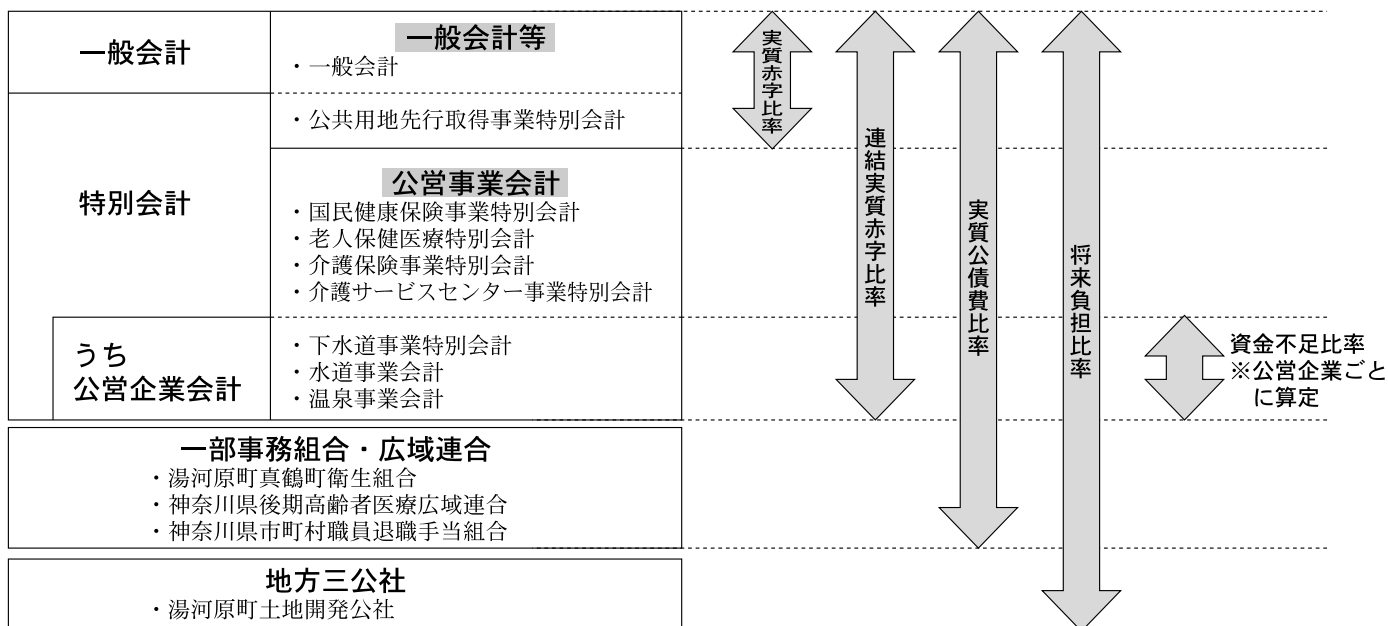 一般会計
一般会計等
・一般会計
特別会計
・公共用地先行取得事業特別会計
公営事業会計
・国民健康保険事業特別会計
・老人保健医療特別会計
・介護保険事業特別会計
・介護サービスセンター事業特別会計
うち
公営企業会計
・下水道事業特別会計
・水道事業会計
・温泉事業会計
一部事務組合・広域連合
・湯河原町真鶴町衛生組合
・神奈川県後期高齢者医療広域連合
・神奈川県市町村職員退職手当組合
地方三公社
・湯河原町土地開発公社
実質赤字比率
連結実質赤字比率
実質公債費比率
将来負担比率
資金不足比率
※公営企業ごと
に算定